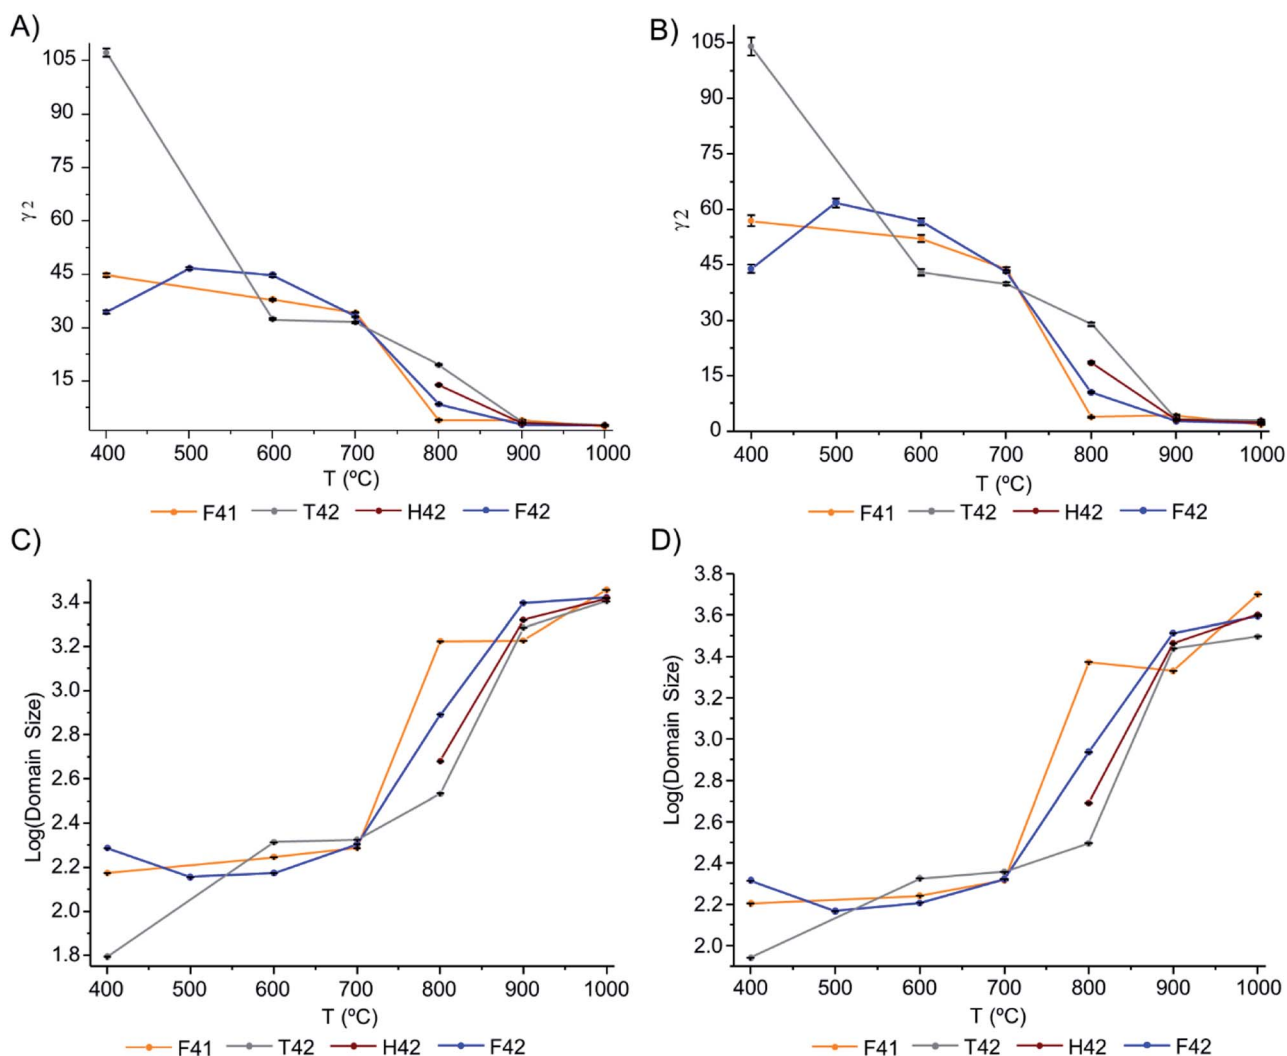 A)
105
90
75
60
45
30
15
γ2
400 500 600 700 800 900 1000
T (ºC)
F41 T42 H42 F42
B)
105
90
75
60
45
30
15
0
γ2
400 500 600 700 800 900 1000
T (ºC)
F41 T42 H42 F42
C)
3.4
3.2
3.0
2.8
2.6
2.4
2.2
2.0
1.8
Log(Domain Size)
400 500 600 700 800 900 1000
T (ºC)
F41 T42 H42 F42
D)
3.8
3.6
3.4
3.2
3.0
2.8
2.6
2.4
2.2
2.0
Log(Domain Size)
400 500 600 700 800 900 1000
T (ºC)
F41 T42 H42 F42